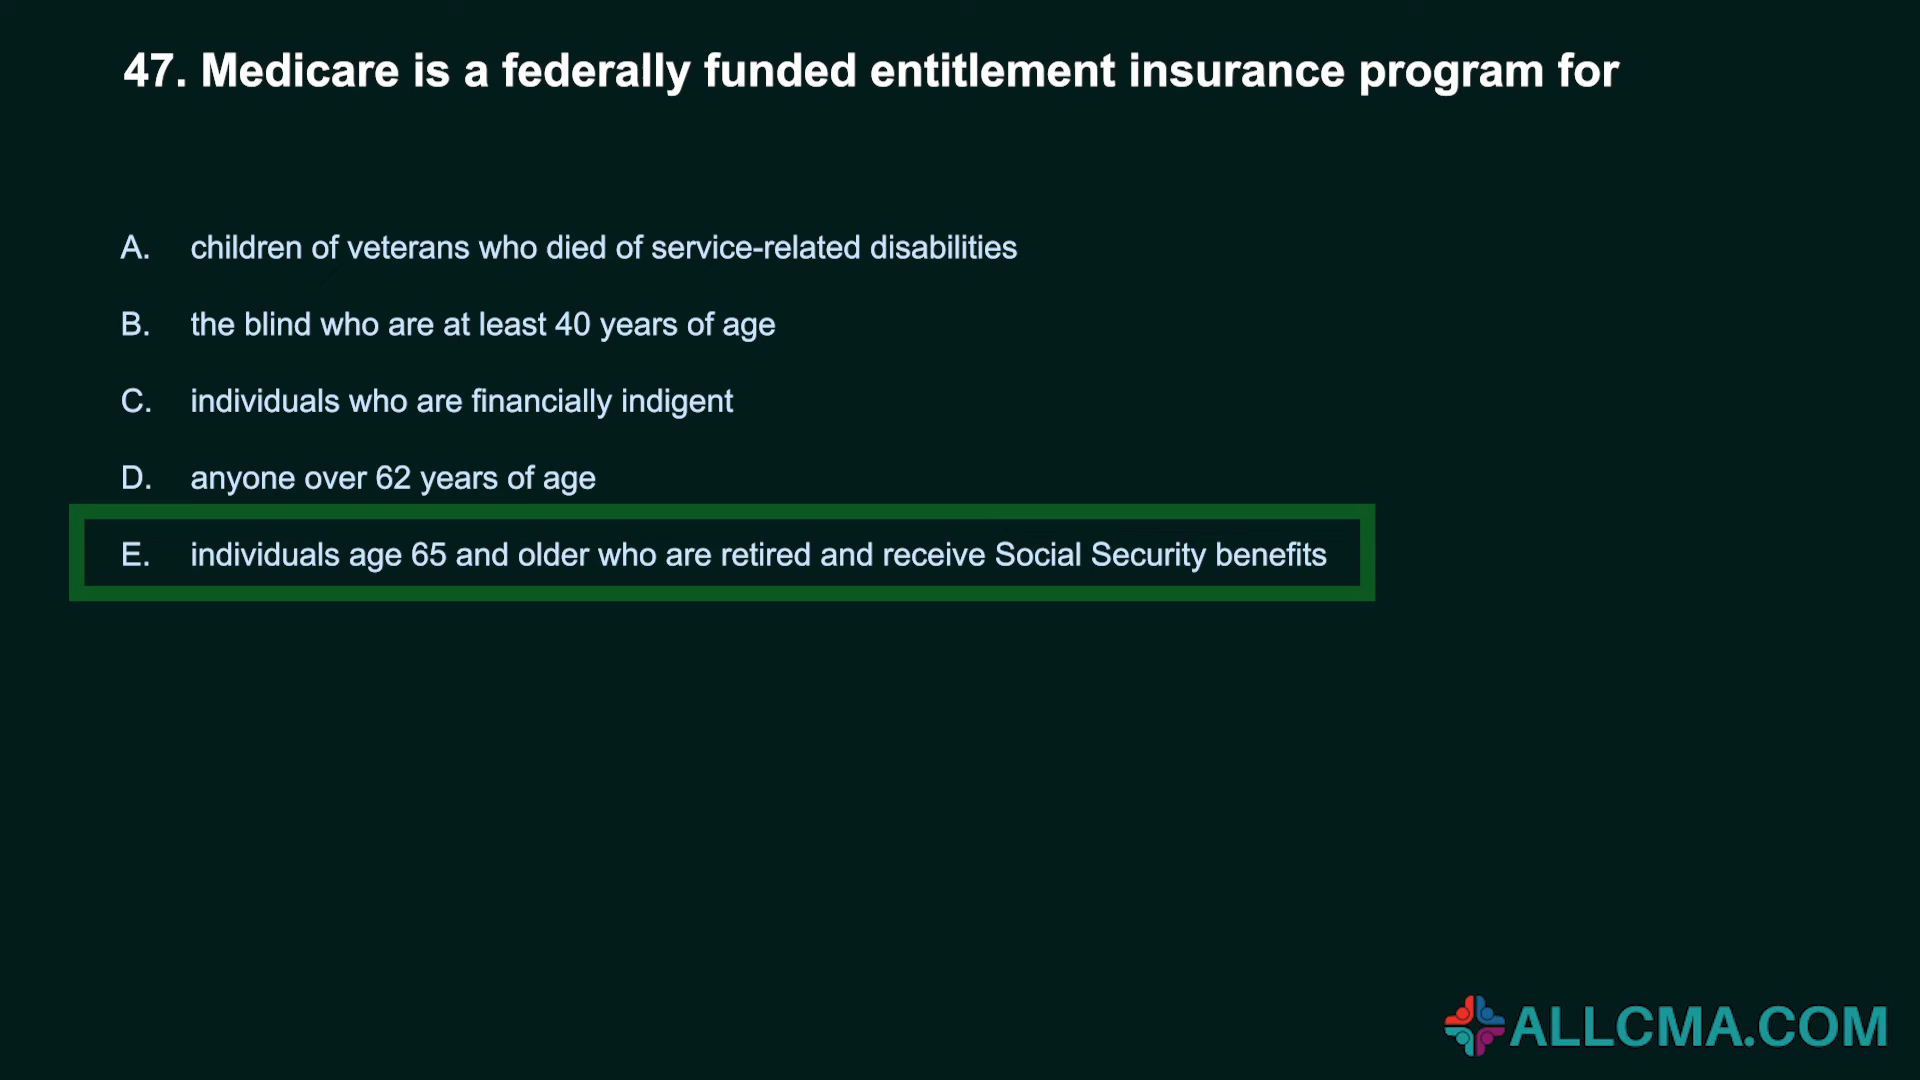 47. Medicare is a federally funded entitlement insurance program for
A. children of veterans who died of service-related disabilities
B. the blind who are at least 40 years of age
C. individuals who are financially indigent
D. anyone over 62 years of age
E. individuals age 65 and older who are retired and receive Social Security benefits
ALLCMA.COM